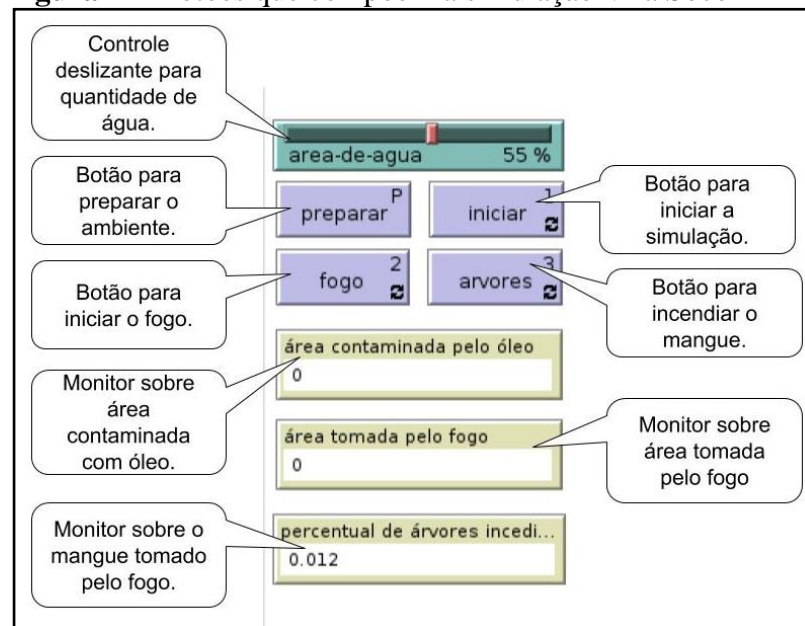 Controle
deslizante para
quantidade de
água.
area-de-agua 55 %
Botão para
preparar o
ambiente.
preparar P
iniciar 1
Botão para
iniciar a
simulação.
Botão para
iniciar o fogo.
fogo 2
arvores 3
Botão para
incendiar o
mangue.
Monitor sobre
área
contaminada
com óleo.
área contaminada pelo óleo
0
área tomada pelo fogo
0
Monitor sobre
área tomada
pelo fogo
Monitor sobre o
mangue tomado
pelo fogo.
percentual de árvores incedi...
0.012